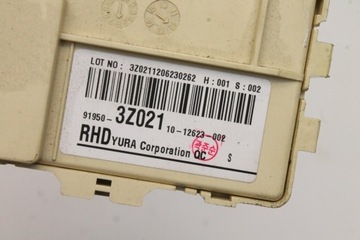 LOT NO : 3Z0211206230262 H : 001 S : 002
91950- 3Z021 10-12623-002
RHD YURA Corporation QC S